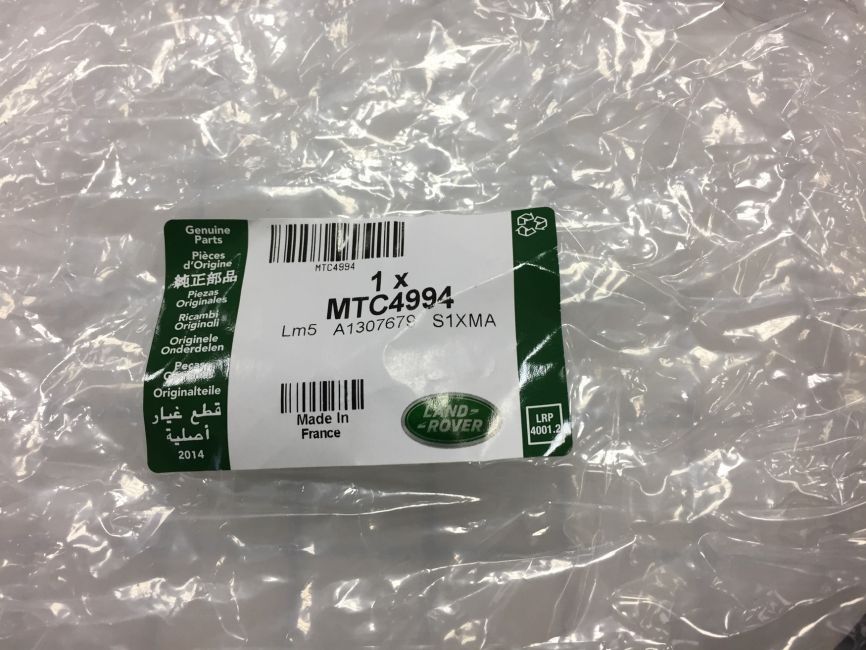 Genuine
Parts
Pièces
d'Origine
純正部品
Piezas
Originales
Ricambi
Originali
Originele
Onderdelen
Originalteile
قطع غيار
أصلية
2014
MTC4994
1 x
MTC4994
Lm5 A1307679 S1XMA
Made In
France
LAND-
-ROVER
LRP
4001.2